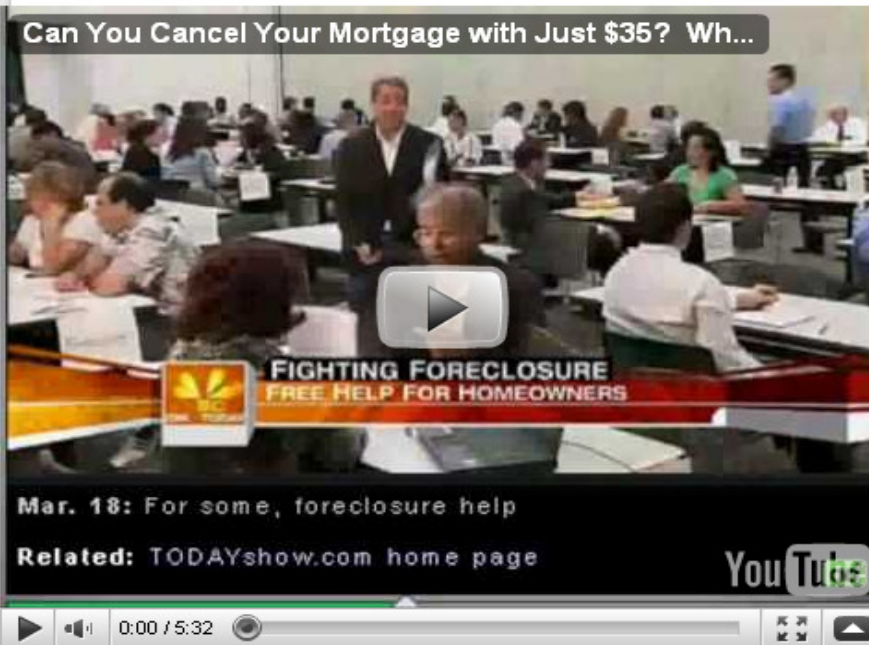 Can You Cancel Your Mortgage with Just $35? Wh...
FIGHTING FORECLOSURE
FREE HELP FOR HOMEOWNERS
TODAY
Mar. 18: For some, foreclosure help
Related: TODAYshow.com home page
YouTube
0:00 / 5:32